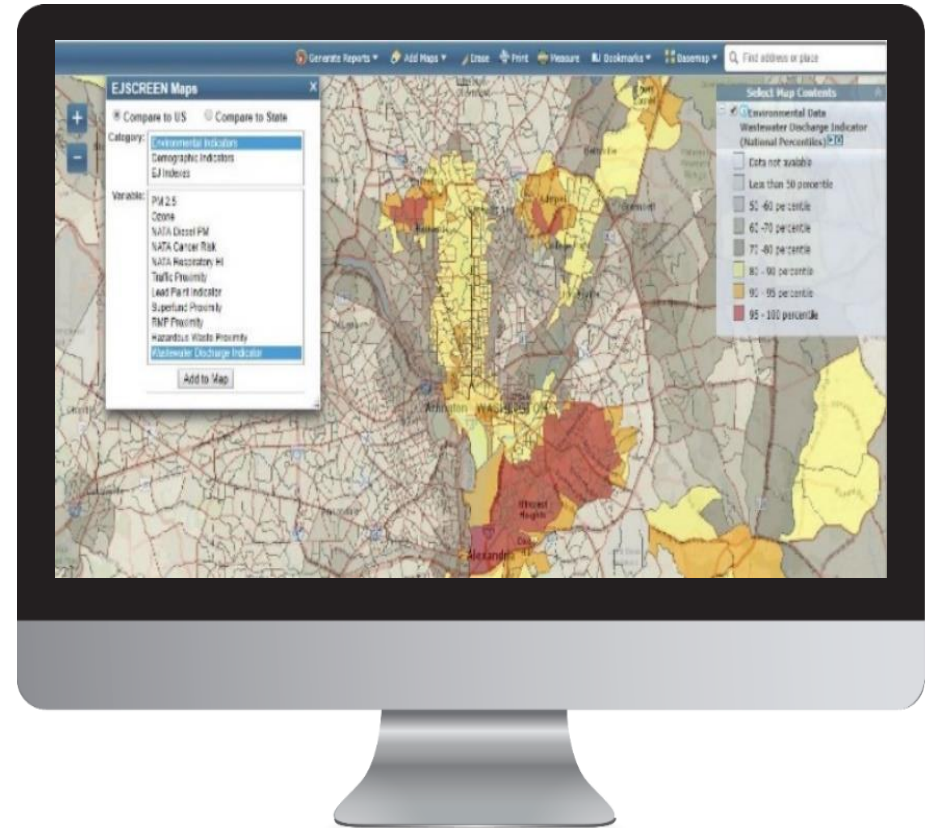 Generate Reports Add Maps Erase Print Measure Bookmarks Basemap Find address or place
EJSCREEN Maps X
Compare to US Compare to State
Category:
Environmental Indicators
Demographic Indicators
EJ Indexes
Variable:
PM 2.5
Ozone
NATA Diesel PM
NATA Cancer Risk
NATA Respiratory HI
Traffic Proximity
Lead Paint Indicator
Superfund Proximity
RMP Proximity
Hazardous Waste Proximity
Wastewater Discharge Indicator
Add to Map
Select Map Contents
Environmental Data
Wastewater Discharge Indicator
(National Percentiles)
Data not available
Less than 50 percentile
50 -60 percentile
60 -70 percentile
70 -80 percentile
80 - 90 percentile
90 - 95 percentile
95 - 100 percentile
Arlington WASHINGTON
Hillcrest
Heights
Alexandria